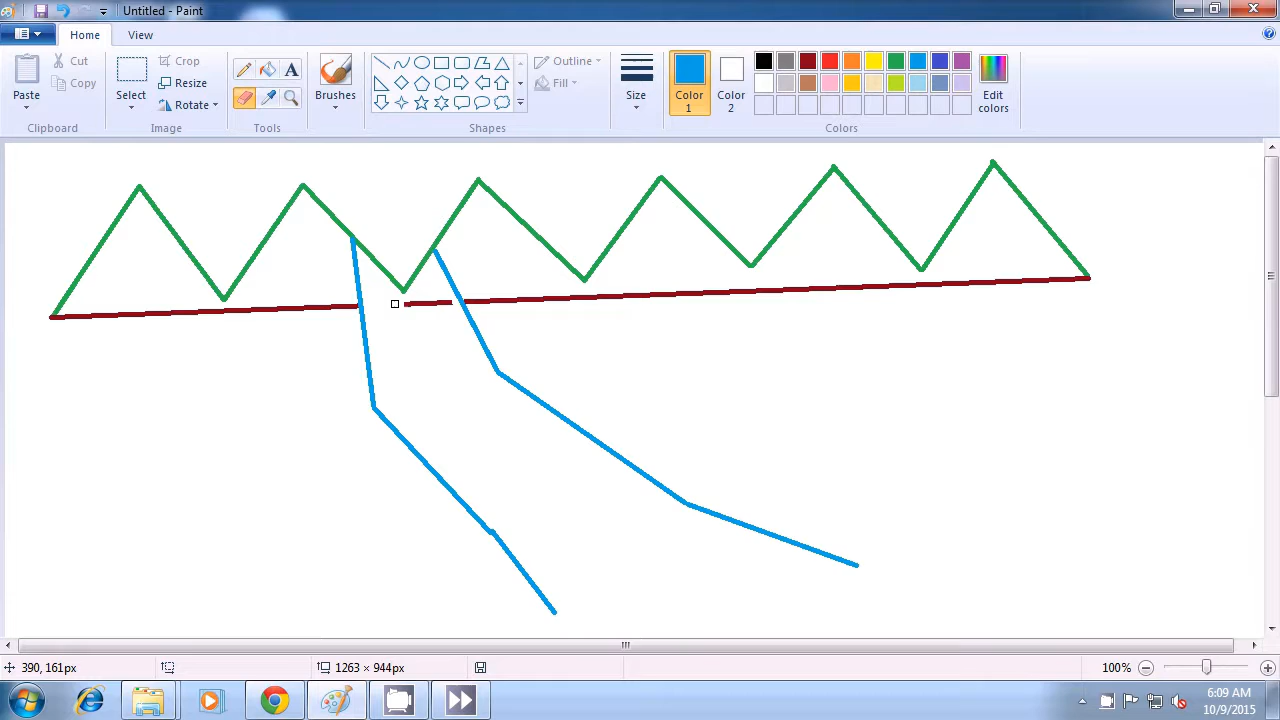 Untitled - Paint
Home
View
Paste
Cut
Copy
Clipboard
Select
Crop
Resize
Rotate
Image
A
Tools
Brushes
Outline
Fill
Shapes
Size
Color
1
Color
2
Edit
colors
Colors
390, 161px
1263 × 944px
100%
6:09 AM
10/9/2015